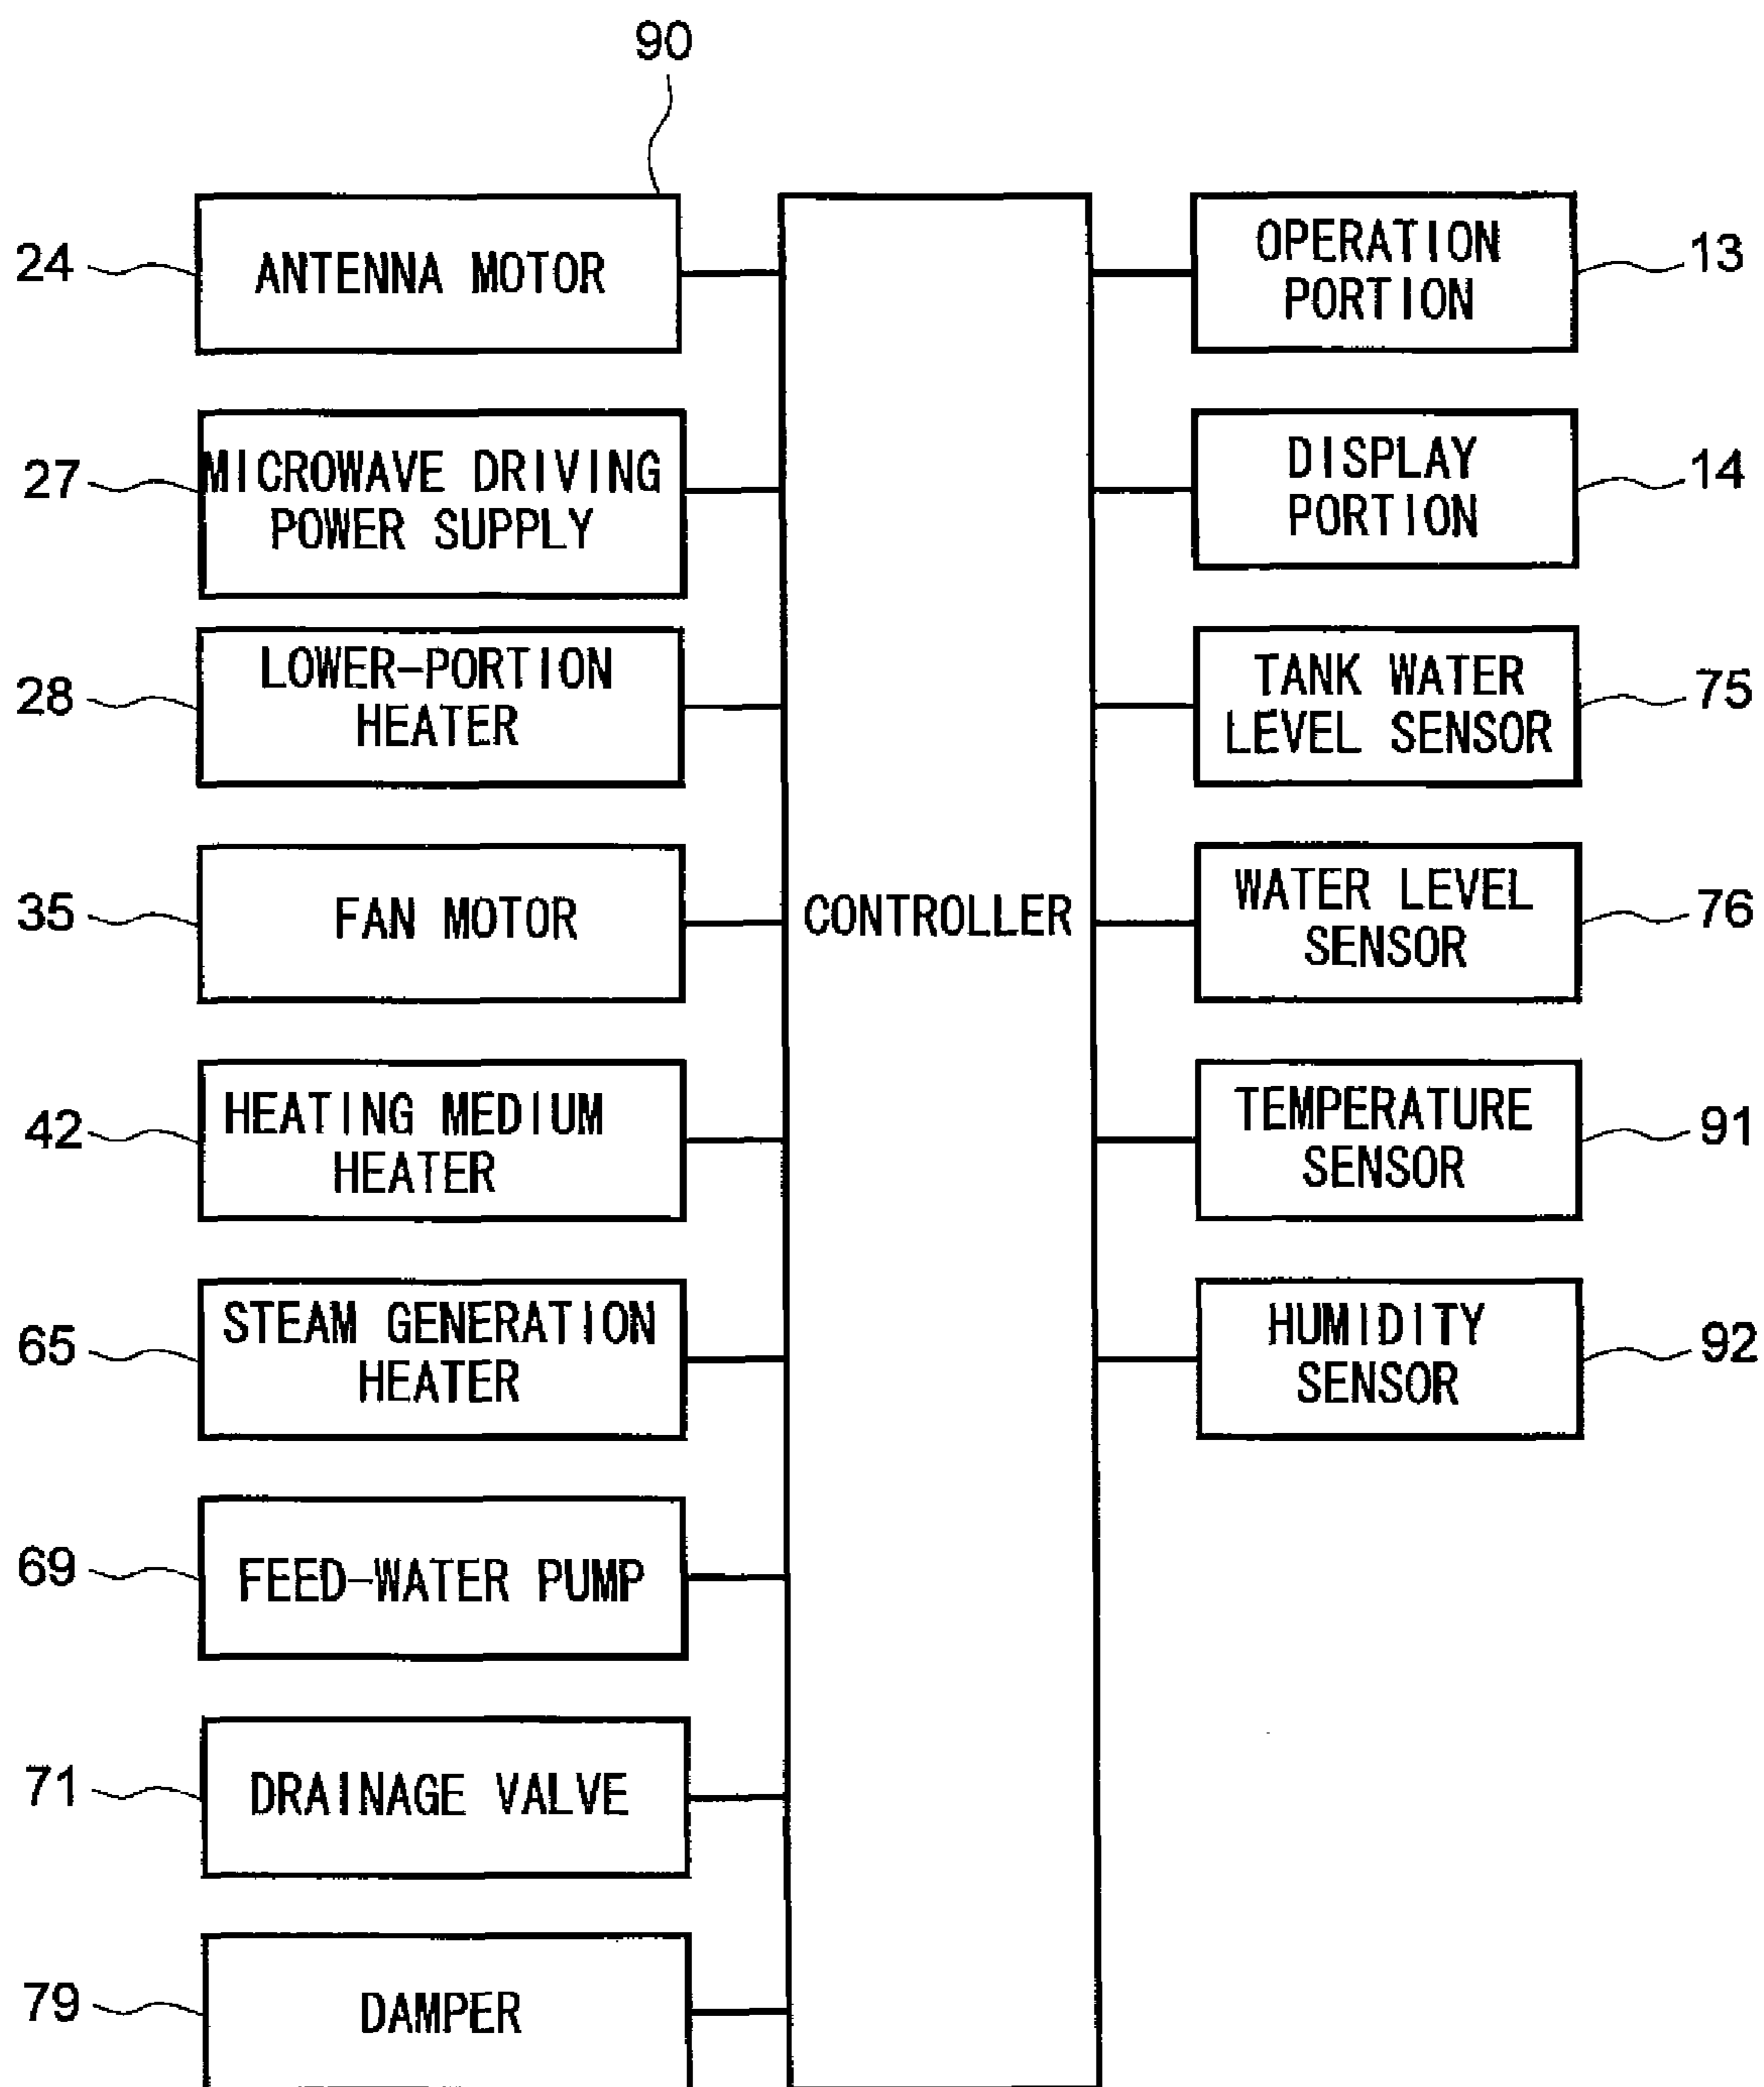 90
24
ANTENNA MOTOR
27
MICROWAVE DRIVING
POWER SUPPLY
28
LOWER-PORTION
HEATER
35
FAN MOTOR
42
HEATING MEDIUM
HEATER
65
STEAM GENERATION
HEATER
69
FEED-WATER PUMP
71
DRAINAGE VALVE
79
DAMPER
CONTROLLER
OPERATION
PORTION
13
DISPLAY
PORTION
14
TANK WATER
LEVEL SENSOR
75
WATER LEVEL
SENSOR
76
TEMPERATURE
SENSOR
91
HUMIDITY
SENSOR
92